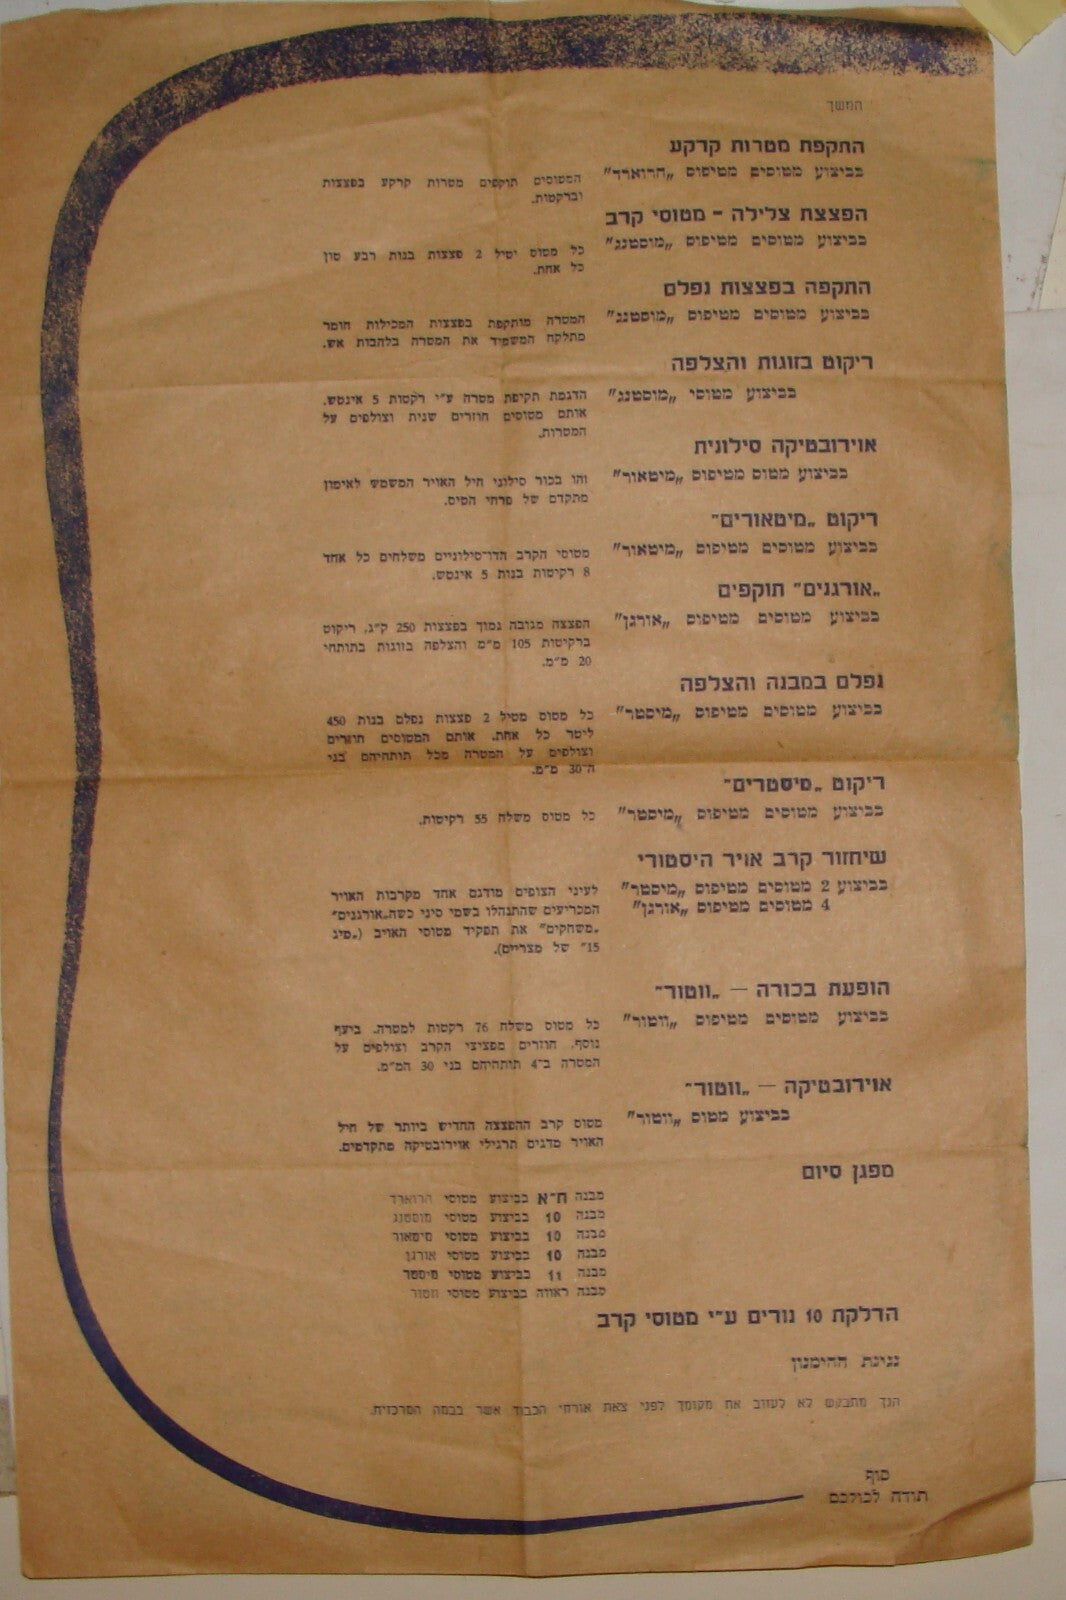 המשך
התקפת מטרות קרקע
בביצוע מטוסים מטיפוס „הרוארד"
המטוסים תוקפים מטרות קרקע בפצצות
וברקטות.
הפצצת צלילה – מטוסי קרב
בביצוע מטוסים מטיפוס „מוסטנג"
כל מטוס יטיל 2 פצצות בנות רבע טון
כל אחת.
התקפה בפצצות נפלם
בביצוע מטוסים מטיפוס „מוסטנג"
המטרה מותקפת בפצצות המכילות חומר
מתלקח המשמיד את המטרה בלהבות אש.
ריקוט בזוגות והצלפה
בביצוע מטוסי „מוסטנג"
הדגמת תקיפת מטרה ע"י רקטות 5 אינטש.
אותם מטוסים חוזרים שנית וצולפים על
המטרות.
אוירובטיקה סילונית
בביצוע מטוס מטיפוס „מיטאור"
זהו בכור סילוני חיל האויר המשמש לאימון
מתקדם של פרחי הטיס.
ריקוט „מיטאורים"
בביצוע מטוסים מטיפוס „מיטאור"
מטוסי הקרב הדו־סילוניים משלחים כל אחד
8 רקיטות בנות 5 אינטש.
„אורגנים" תוקפים
בביצוע מטוסים מטיפוס „אורגן"
הפצצה מגובה נמוך בפצצות 250 ק"ג, ריקוט
ברקיטות 105 מ"מ והצלפה בזוגות בתותחי
20 מ"מ.
נפלם במבנה והצלפה
בביצוע מטוסים מטיפוס „מיסטר"
כל מטוס מטיל 2 פצצות נפלם בנות 450
ליטר כל אחת. אותם המטוסים חוזרים
וצולפים על המטרה מכל תותחיהם בני
ה־30 מ"מ.
ריקוט „מיסטרים"
בביצוע מטוסים מטיפוס „מיסטר"
כל מטוס משלח 55 רקיטות.
שיחזור קרב אויר היסטורי
בביצוע 2 מטוסים מטיפוס „מיסטר"
4 מטוסים מטיפוס „אורגן"
לעיני הצופים מודגם אחד מקרבות האויר
המכריעים שהתנהלו בשמי סיני כשה„אורגנים"
„משחקים" את תפקיד מטוסי האויב („מיג
15" של מצריים).
הופעת בכורה — „ווטור"
בביצוע מטוסים מטיפוס „ווטור"
כל מטוס משלח 76 רקטות למטרה. ביעף
נוסף, חוזרים מפציצי הקרב וצולפים על
המטרה ב־4 תותחיהם בני 30 המ"מ.
אוירובטיקה — „ווטור"
בביצוע מטוס „ווטור"
מטוס קרב ההפצצה החדיש ביותר של חיל
האויר מדגים תרגילי אוירובטיקה מתקדמים.
מפגן סיום
מבנה ח"א בביצוע מטוסי הרוארד
מבנה 10 בביצוע מטוסי מוסטנג
מבנה 10 בביצוע מטוסי מיטאור
מבנה 10 בביצוע מטוסי אורגן
מבנה 11 בביצוע מטוסי מיסטר
מבנה ראווה בביצוע מטוסי ווטור
הדלקת 10 נורים ע"י מטוסי קרב
נגינת ההימנון
הנך מתבקש לא לעזוב את מקומך לפני צאת אורחי הכבוד אשר בבמה המרכזית.
סוף
תודה לכולכם